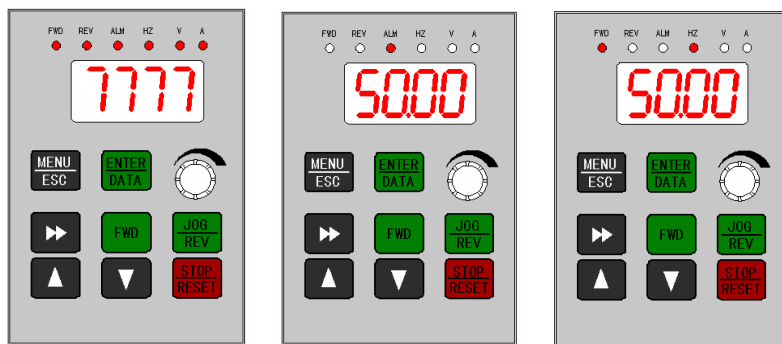 FWD REV ALM HZ V A
7777
MENU ENTER
ESC DATA
FWD JOG
REV
STOP
RESET
FWD REV ALM HZ V A
50.00
MENU ENTER
ESC DATA
FWD JOG
REV
STOP
RESET
FWD REV ALM HZ V A
50.00
MENU ENTER
ESC DATA
FWD JOG
REV
STOP
RESET